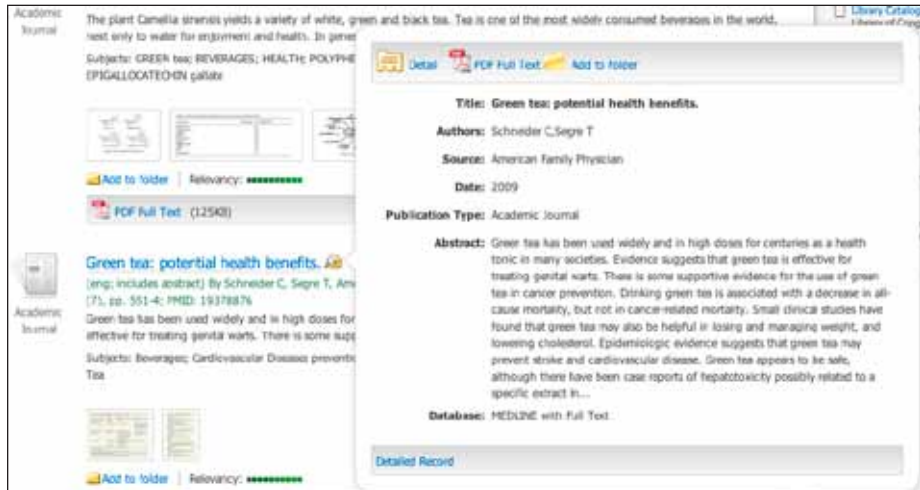 Academic
Journal
The plant Camellia sinensis yields a variety of white, green and black tea. Tea is one of the most widely consumed beverages in the world,
next only to water for enjoyment and health. In gene
Subjects: GREEN tea; BEVERAGES; HEALTH; POLYPHE
EPIGALLOCATECHIN gallate
Add to folder | Relevancy:
PDF Full Text (125KB)
Academic
Journal
Green tea: potential health benefits.
(eng; includes abstract) By Schneider C, Segre T, Ame
(7), pp. 591-4; PMID: 19378876
Green tea has been used widely and in high doses for
effective for treating genital warts. There is some supp
Subjects: Beverages; Cardiovascular Diseases preventic
Tea
Add to folder | Relevancy:
Library Catalog
Library of Cong
Detail PDF Full Text Add to folder
Title: Green tea: potential health benefits.
Authors: Schneider C,Segre T
Source: American Family Physician
Date: 2009
Publication Type: Academic Journal
Abstract: Green tea has been used widely and in high doses for centuries as a health
tonic in many societies. Evidence suggests that green tea is effective for
treating genital warts. There is some supportive evidence for the use of green
tea in cancer prevention. Drinking green tea is associated with a decrease in all-
cause mortality, but not in cancer-related mortality. Small clinical studies have
found that green tea may also be helpful in losing and managing weight, and
lowering cholesterol. Epidemiologic evidence suggests that green tea may
prevent stroke and cardiovascular disease. Green tea appears to be safe,
although there have been case reports of hepatotoxicity possibly related to a
specific extract in...
Database: MEDLINE with Full Text
Detailed Record